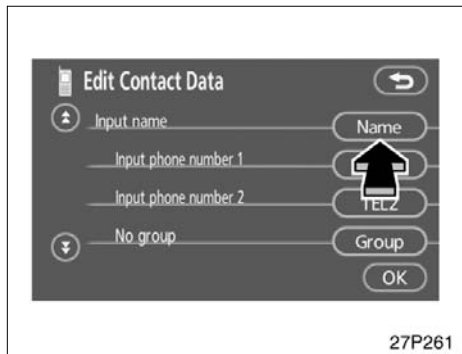 Edit Contact Data
Input name
Name
Input phone number 1
Input phone number 2
TEL2
No group
Group
OK
27P261